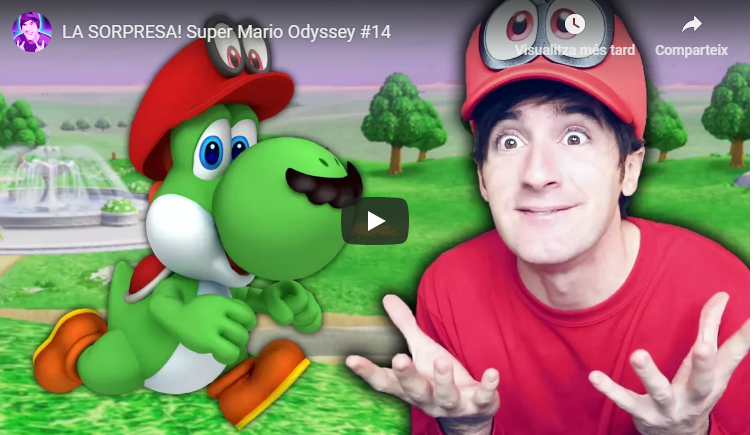 LA SORPRESA! Super Mario Odyssey #14
Visualitza més tard
Comparteix